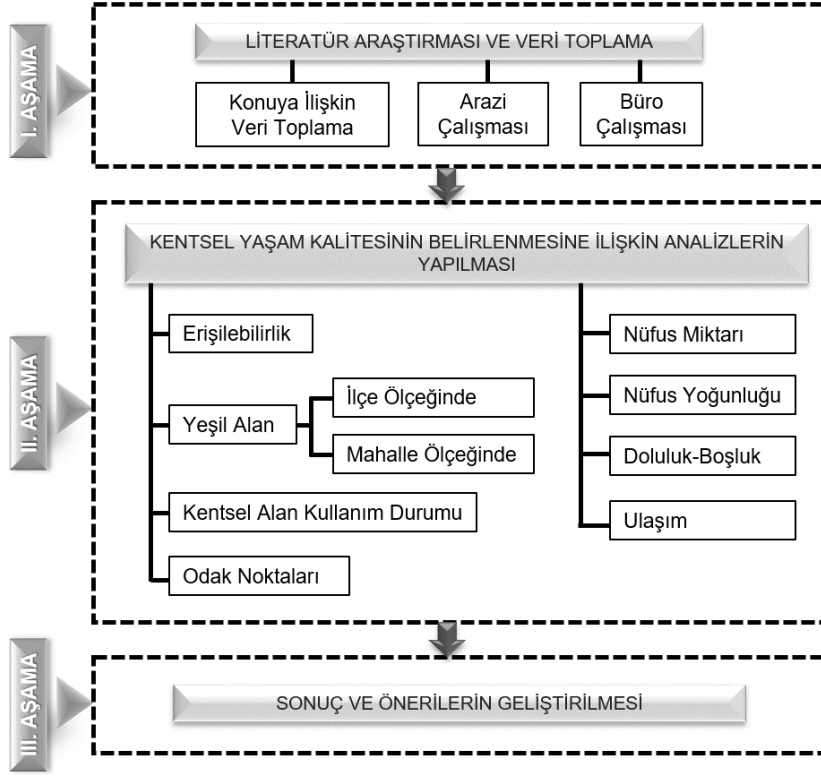 I. AŞAMA
LİTERATÜR ARAŞTIRMASI VE VERİ TOPLAMA
Konuya İlişkin
Veri Toplama
Arazi
Çalışması
Büro
Çalışması
II. AŞAMA
KENTSEL YAŞAM KALİTESİNİN BELİRLENMESİNE İLİŞKİN ANALİZLERİN
YAPILMASI
Erişilebilirlik
Yeşil Alan
İlçe Ölçeğinde
Mahalle Ölçeğinde
Kentsel Alan Kullanım Durumu
Odak Noktaları
Nüfus Miktarı
Nüfus Yoğunluğu
Doluluk-Boşluk
Ulaşım
III. AŞAMA
SONUÇ VE ÖNERİLERİN GELİŞTİRİLMESİ